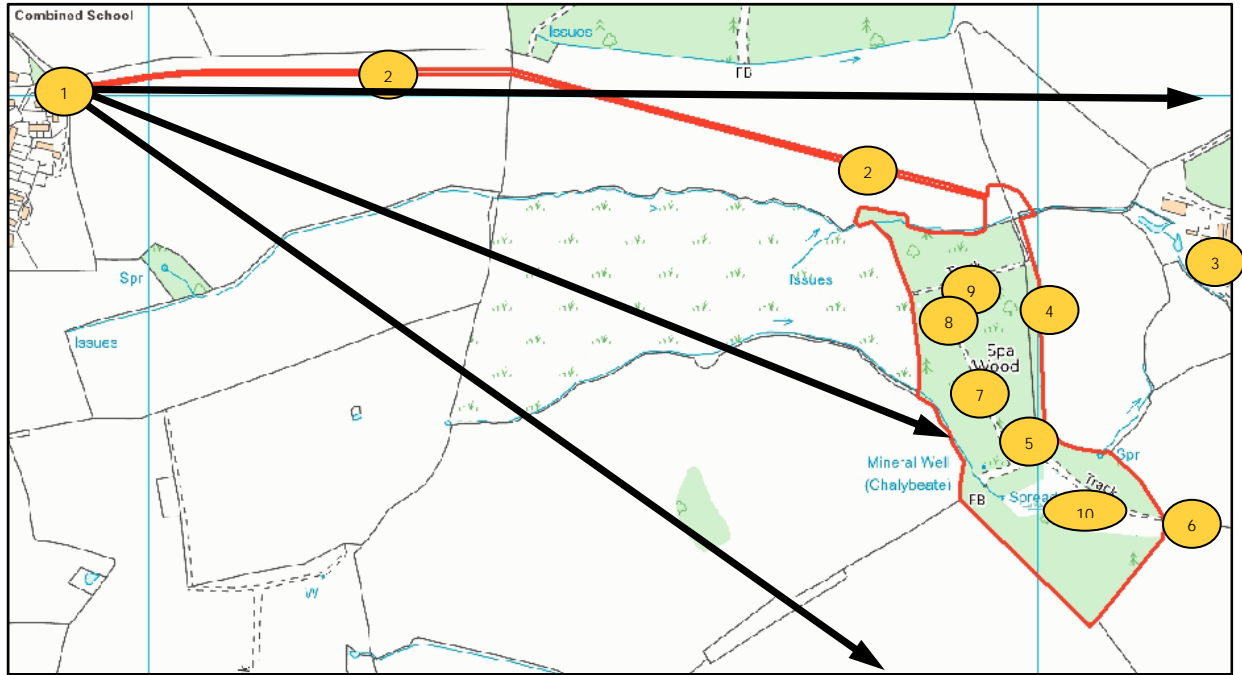 Combined School
Issues
FB
1
2
2
3
Spr
Issues
Issues
Track
9
8
4
Spa
Wood
7
5
Mineral Well
(Chalybeate)
Spr
Track
Spread
FB
10
6
W